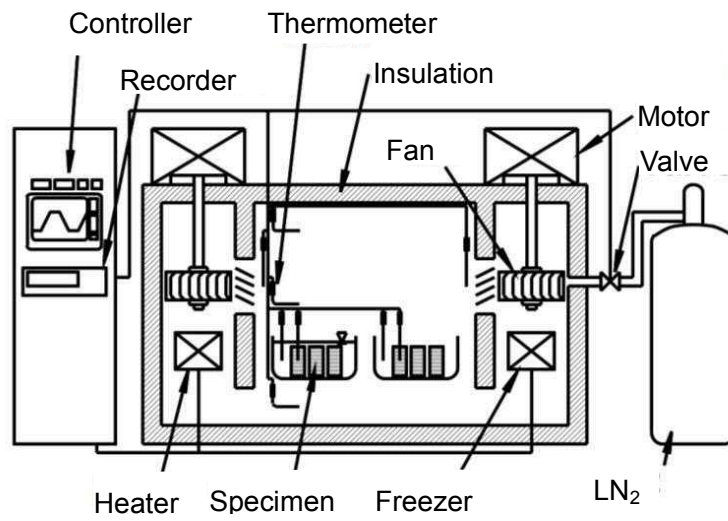 Controller
Thermometer
Recorder
Insulation
Motor
Fan
Valve
Heater
Specimen
Freezer
LN₂